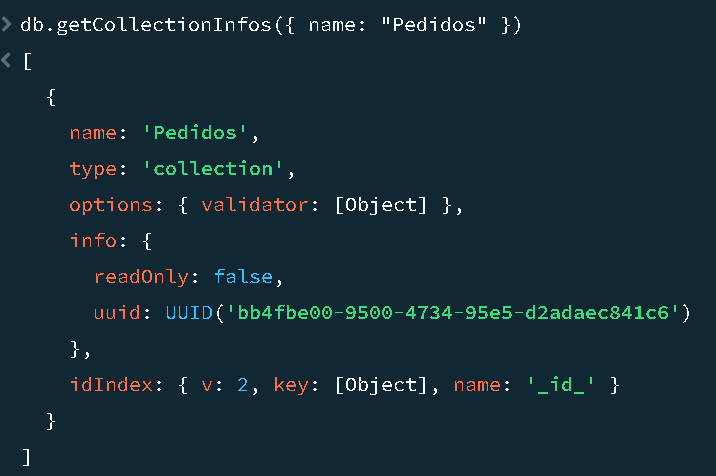 > db.getCollectionInfos({ name: "Pedidos" })
< [
  {
    name: 'Pedidos',
    type: 'collection',
    options: { validator: [Object] },
    info: {
      readOnly: false,
      uuid: UUID('bb4fbe00-9500-4734-95e5-d2adaec841c6')
    },
    idIndex: { v: 2, key: [Object], name: '_id_' }
  }
]